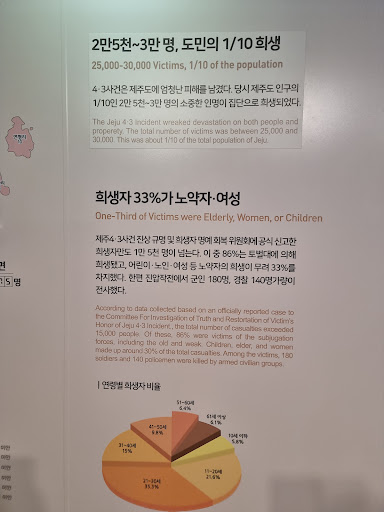 2만5천~3만 명, 도민의 1/10 희생
25,000-30,000 Victims, 1/10 of the population
4·3사건은 제주도에 엄청난 피해를 남겼다. 당시 제주도 인구의
1/10인 2만 5천~3만 명의 소중한 인명이 집단으로 희생되었다.
The Jeju 4·3 Incident wreaked devastation on both people and
properety. The total number of victims was between 25,000 and
30,000. This was about 1/10 of the total population of Jeju.
희생자 33%가 노약자·여성
One-Third of Victims were Elderly, Women, or Children
제주4·3사건 진상 규명 및 희생자 명예 회복 위원회에 공식 신고한
희생자만도 1만 5천 명이 넘는다. 이 중 86%는 토벌대에 의해
희생됐고, 어린이·노인·여성 등 노약자의 희생이 무려 33%를
차지했다. 한편 진압작전에서 군인 180명, 경찰 140명가량이
전사했다.
According to data collected based on an officially reported case to
the Committee For Investigation of Truth and Restortation of Victim's
Honor of Jeju 4·3 Incident , the total number of casualties exceeded
15,000 people. Of these, 86% were victims of the subjugation
forces, including the old and weak. Children, elder, and women
made up around 30% of the total casualties. Among the victims, 180
soldiers and 140 policemen were killed by armed civilian groups.
| 연령별 희생자 비율
51~60세
6.4%
61세 이상
6.1%
41~50세
9.8%
10세 이하
5.8%
31~40세
15%
11~20세
21~30세
면
15명
미만
미만
미만
미만